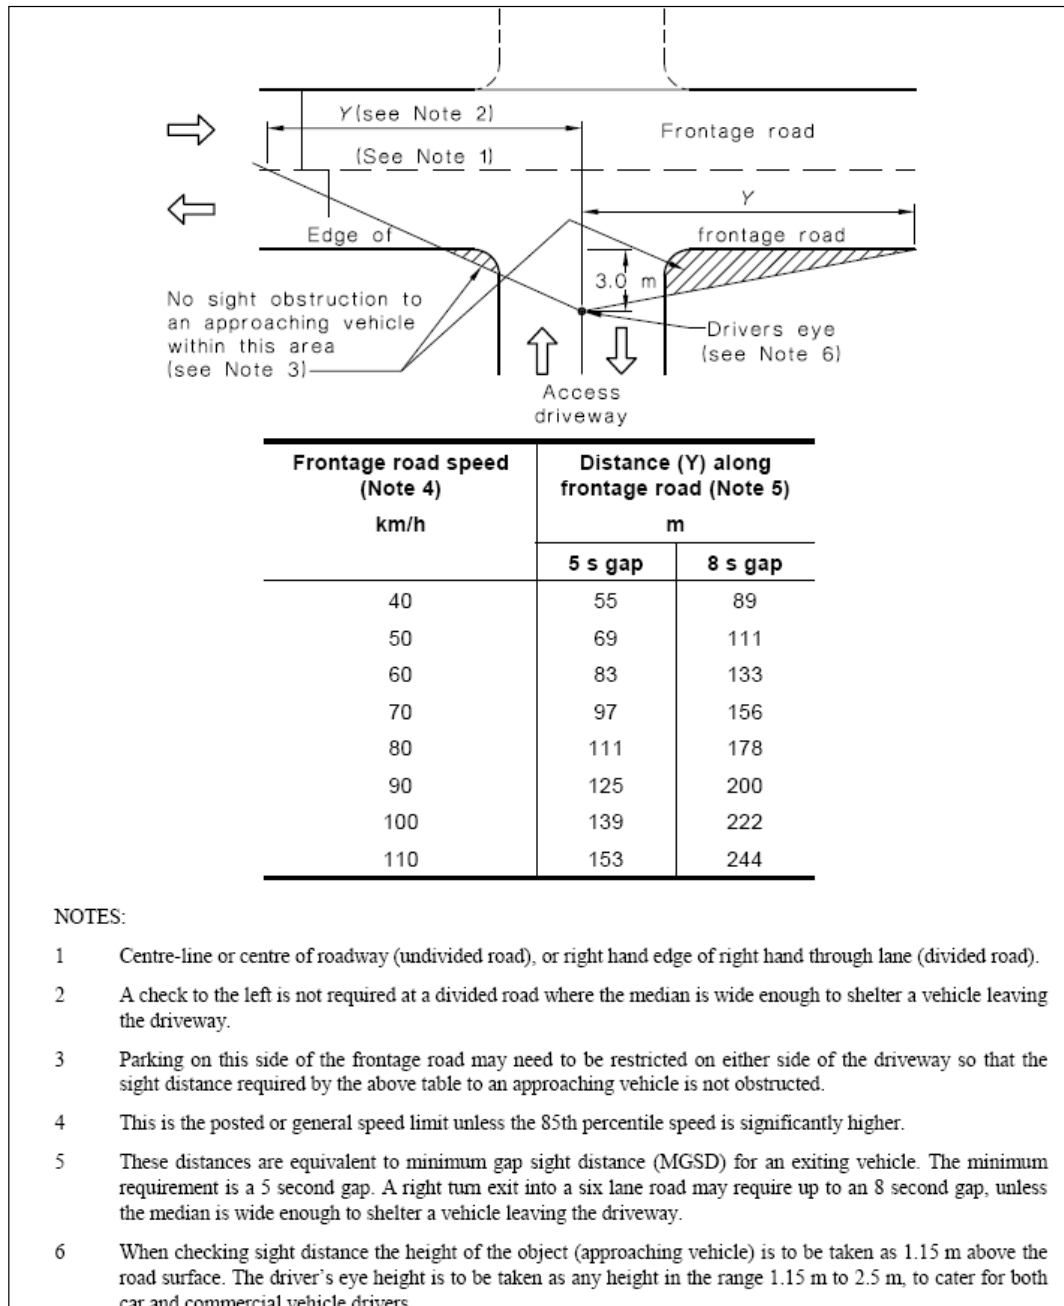 Y(see Note 2)
Frontage road
(See Note 1)
Y
Edge of
frontage road
3.0 m
No sight obstruction to
an approaching vehicle
within this area
(see Note 3)
Drivers eye
(see Note 6)
Access
driveway
Frontage road speed
(Note 4)
km/h
Distance (Y) along
frontage road (Note 5)
m
5 s gap 8 s gap
40 55 89
50 69 111
60 83 133
70 97 156
80 111 178
90 125 200
100 139 222
110 153 244
NOTES:
1 Centre-line or centre of roadway (undivided road), or right hand edge of right hand through lane (divided road).
2 A check to the left is not required at a divided road where the median is wide enough to shelter a vehicle leaving
the driveway.
3 Parking on this side of the frontage road may need to be restricted on either side of the driveway so that the
sight distance required by the above table to an approaching vehicle is not obstructed.
4 This is the posted or general speed limit unless the 85th percentile speed is significantly higher.
5 These distances are equivalent to minimum gap sight distance (MGSD) for an exiting vehicle. The minimum
requirement is a 5 second gap. A right turn exit into a six lane road may require up to an 8 second gap, unless
the median is wide enough to shelter a vehicle leaving the driveway.
6 When checking sight distance the height of the object (approaching vehicle) is to be taken as 1.15 m above the
road surface. The driver's eye height is to be taken as any height in the range 1.15 m to 2.5 m, to cater for both
car and commercial vehicle drivers